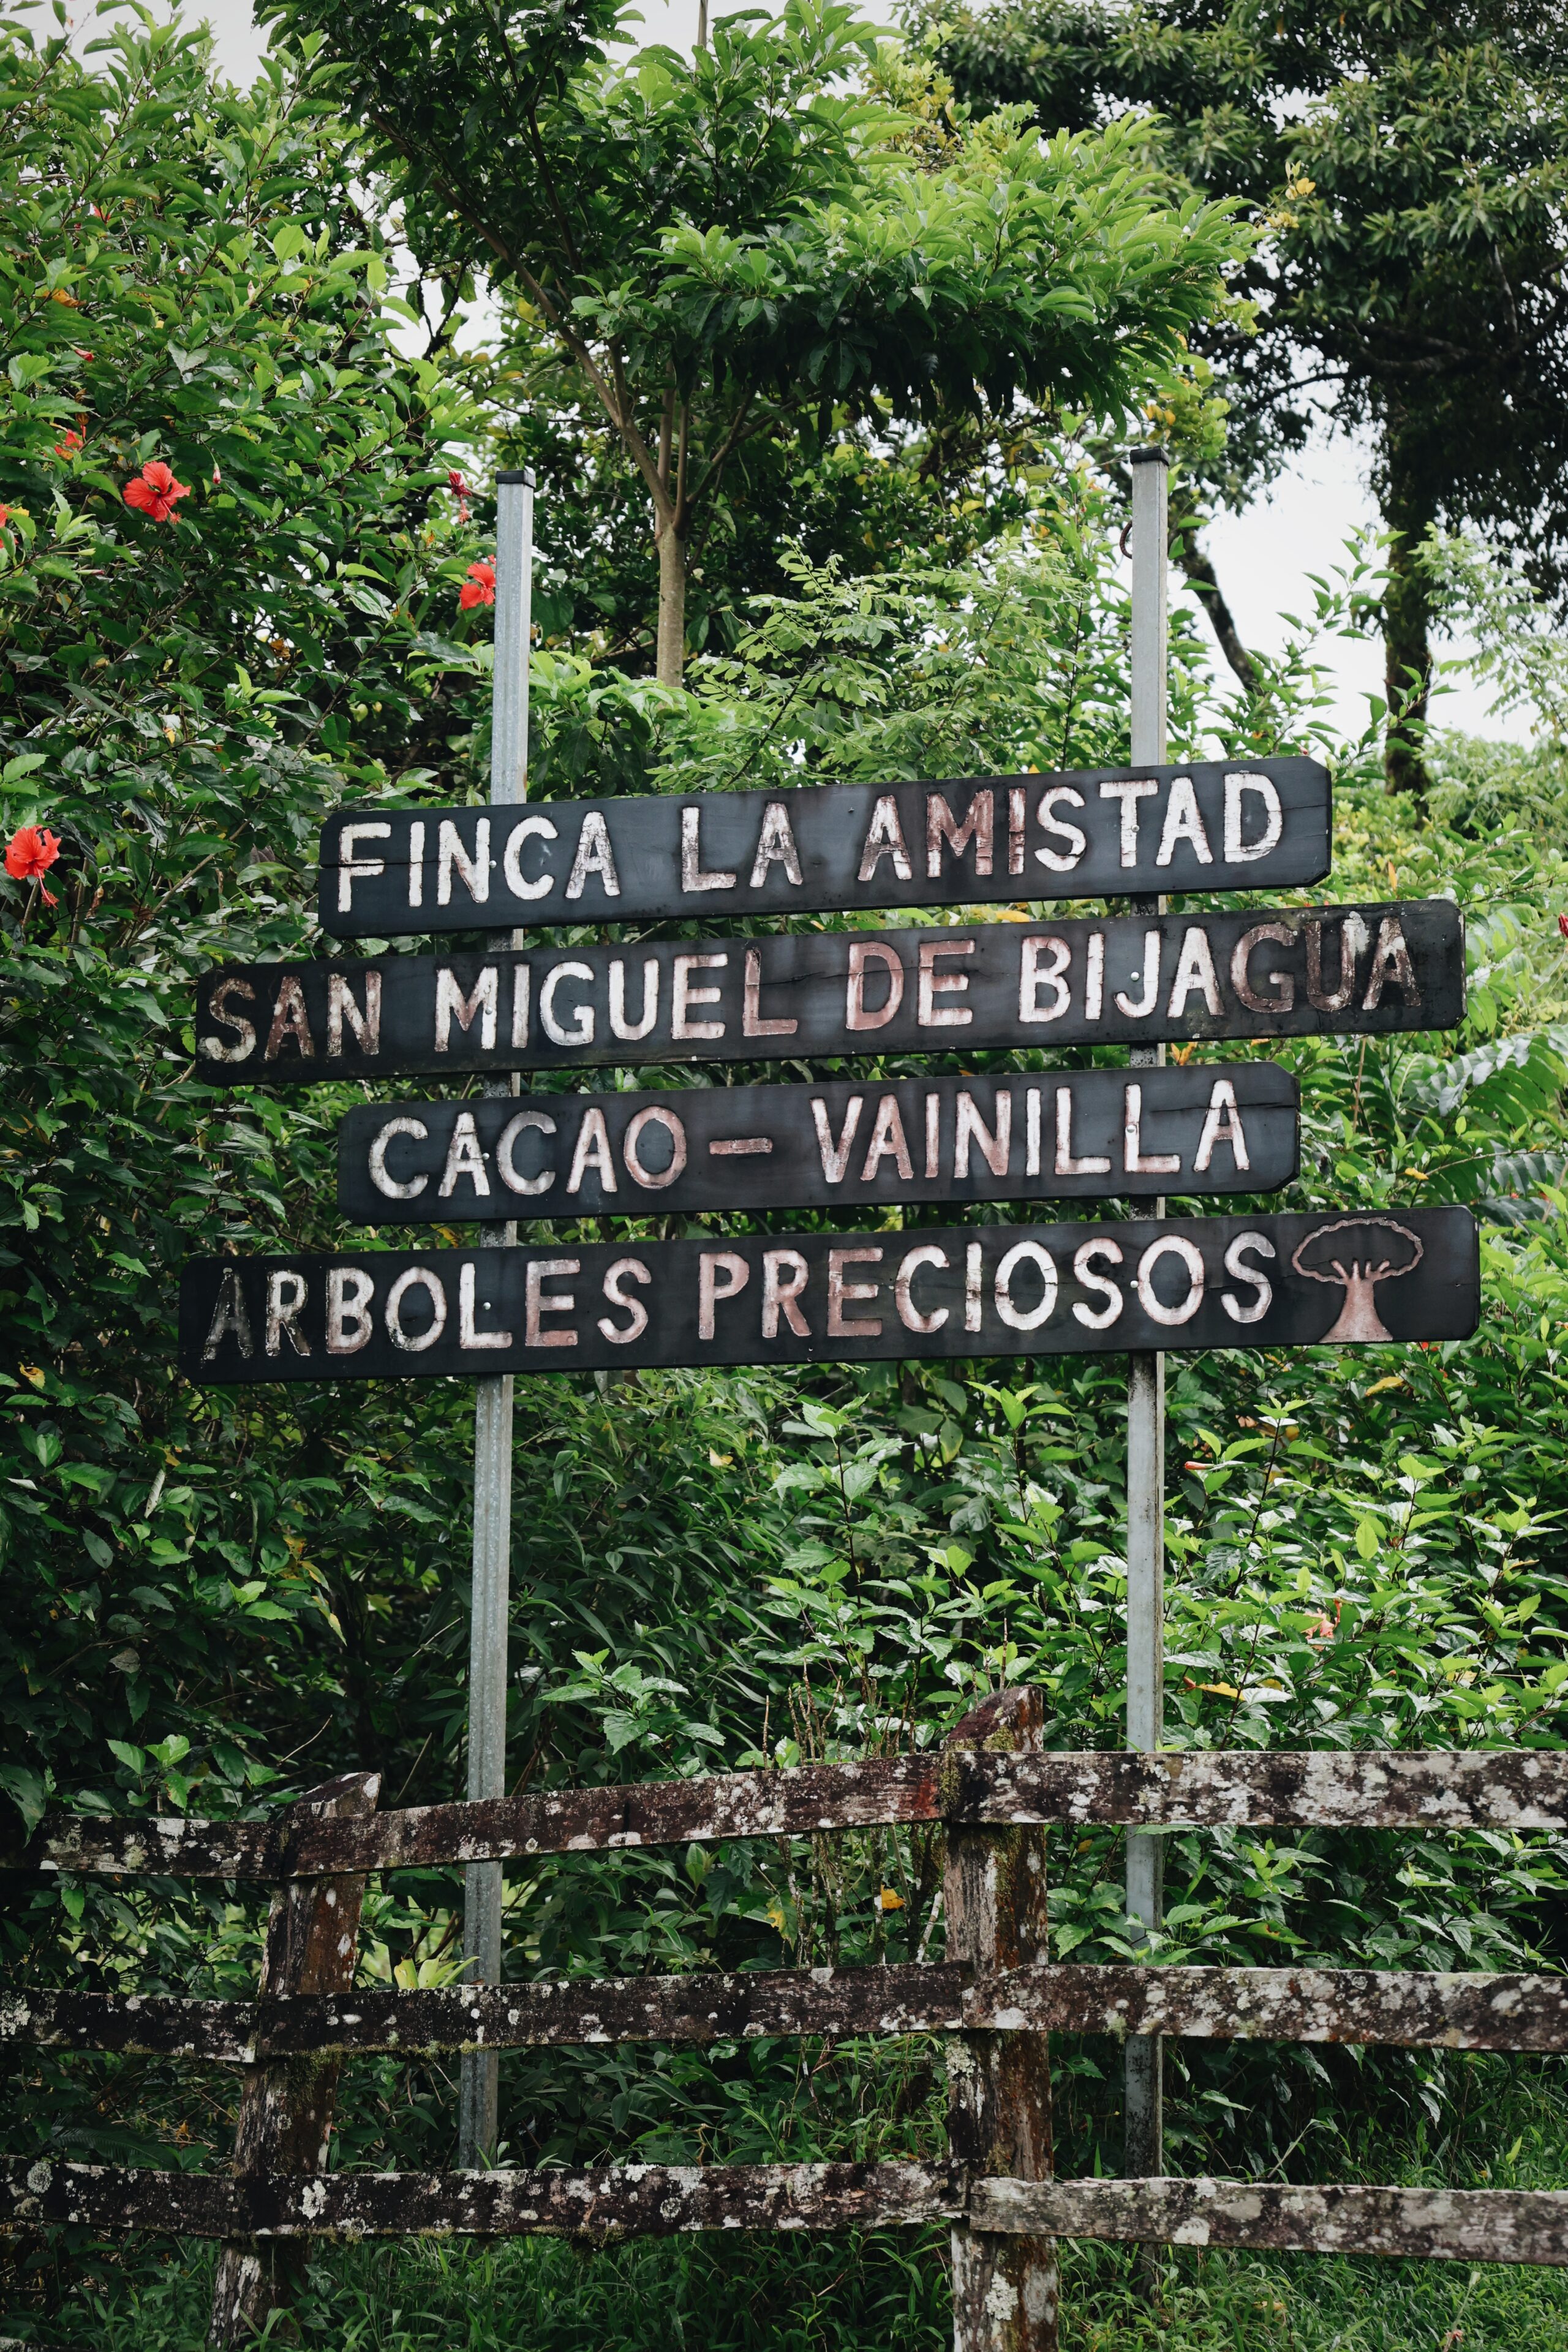 FINCA LA AMISTAD
SAN MIGUEL DE BIJAGUA
CACAO – VAINILLA
ARBOLES PRECIOSOS